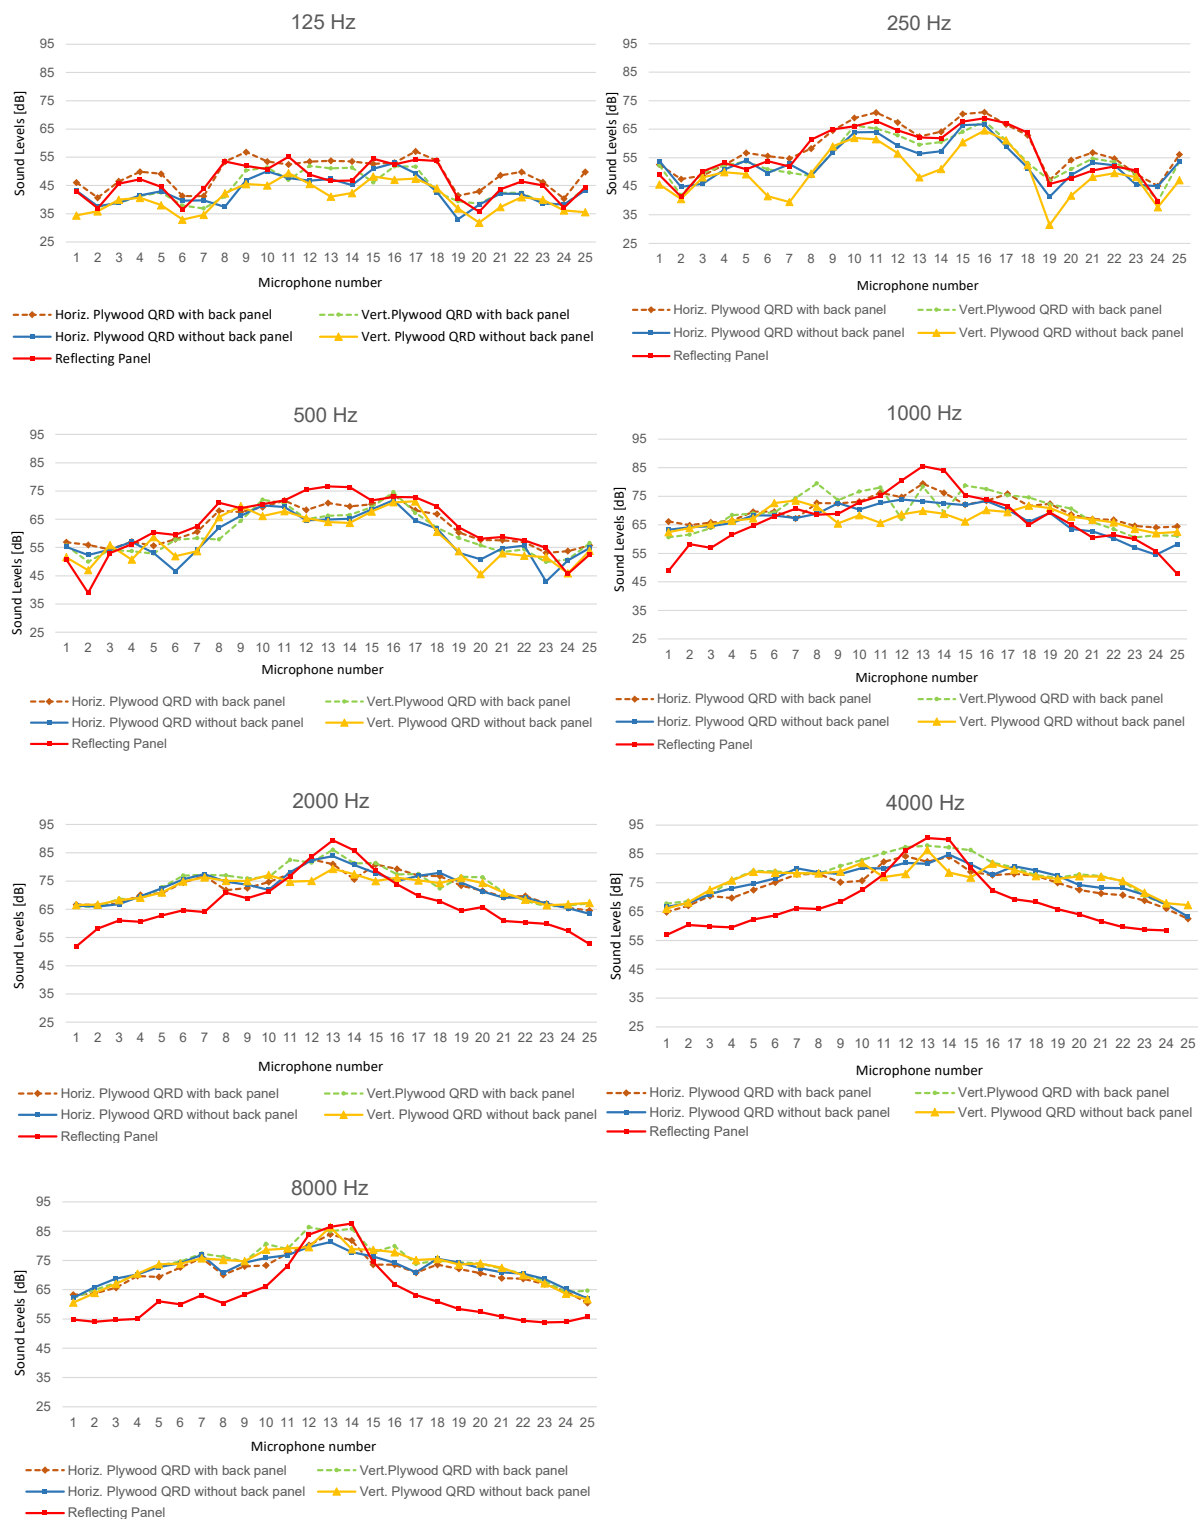 125 Hz
Sound Levels [dB]
95
85
75
65
55
45
35
25
1 2 3 4 5 6 7 8 9 10 11 12 13 14 15 16 17 18 19 20 21 22 23 24 25
Microphone number
Horiz. Plywood QRD with back panel
Vert.Plywood QRD with back panel
Horiz. Plywood QRD without back panel
Vert. Plywood QRD without back panel
Reflecting Panel
250 Hz
Sound Levels [dB]
95
85
75
65
55
45
35
25
1 2 3 4 5 6 7 8 9 10 11 12 13 14 15 16 17 18 19 20 21 22 23 24 25
Microphone number
Horiz. Plywood QRD with back panel
Vert.Plywood QRD with back panel
Horiz. Plywood QRD without back panel
Vert. Plywood QRD without back panel
Reflecting Panel
500 Hz
Sound Levels [dB]
95
85
75
65
55
45
35
25
1 2 3 4 5 6 7 8 9 10 11 12 13 14 15 16 17 18 19 20 21 22 23 24 25
Microphone number
Horiz. Plywood QRD with back panel
Vert.Plywood QRD with back panel
Horiz. Plywood QRD without back panel
Vert. Plywood QRD without back panel
Reflecting Panel
1000 Hz
Sound Levels [dB]
95
85
75
65
55
45
35
25
1 2 3 4 5 6 7 8 9 10 11 12 13 14 15 16 17 18 19 20 21 22 23 24 25
Microphone number
Horiz. Plywood QRD with back panel
Vert.Plywood QRD with back panel
Horiz. Plywood QRD without back panel
Vert. Plywood QRD without back panel
Reflecting Panel
2000 Hz
Sound Levels [dB]
95
85
75
65
55
45
35
25
1 2 3 4 5 6 7 8 9 10 11 12 13 14 15 16 17 18 19 20 21 22 23 24 25
Microphone number
Horiz. Plywood QRD with back panel
Vert.Plywood QRD with back panel
Horiz. Plywood QRD without back panel
Vert. Plywood QRD without back panel
Reflecting Panel
4000 Hz
Sound Levels [dB]
95
85
75
65
55
45
35
25
1 2 3 4 5 6 7 8 9 10 11 12 13 14 15 16 17 18 19 20 21 22 23 24 25
Microphone number
Horiz. Plywood QRD with back panel
Vert.Plywood QRD with back panel
Horiz. Plywood QRD without back panel
Vert. Plywood QRD without back panel
Reflecting Panel
8000 Hz
Sound Levels [dB]
95
85
75
65
55
45
35
25
1 2 3 4 5 6 7 8 9 10 11 12 13 14 15 16 17 18 19 20 21 22 23 24 25
Microphone number
Horiz. Plywood QRD with back panel
Vert.Plywood QRD with back panel
Horiz. Plywood QRD without back panel
Vert. Plywood QRD without back panel
Reflecting Panel